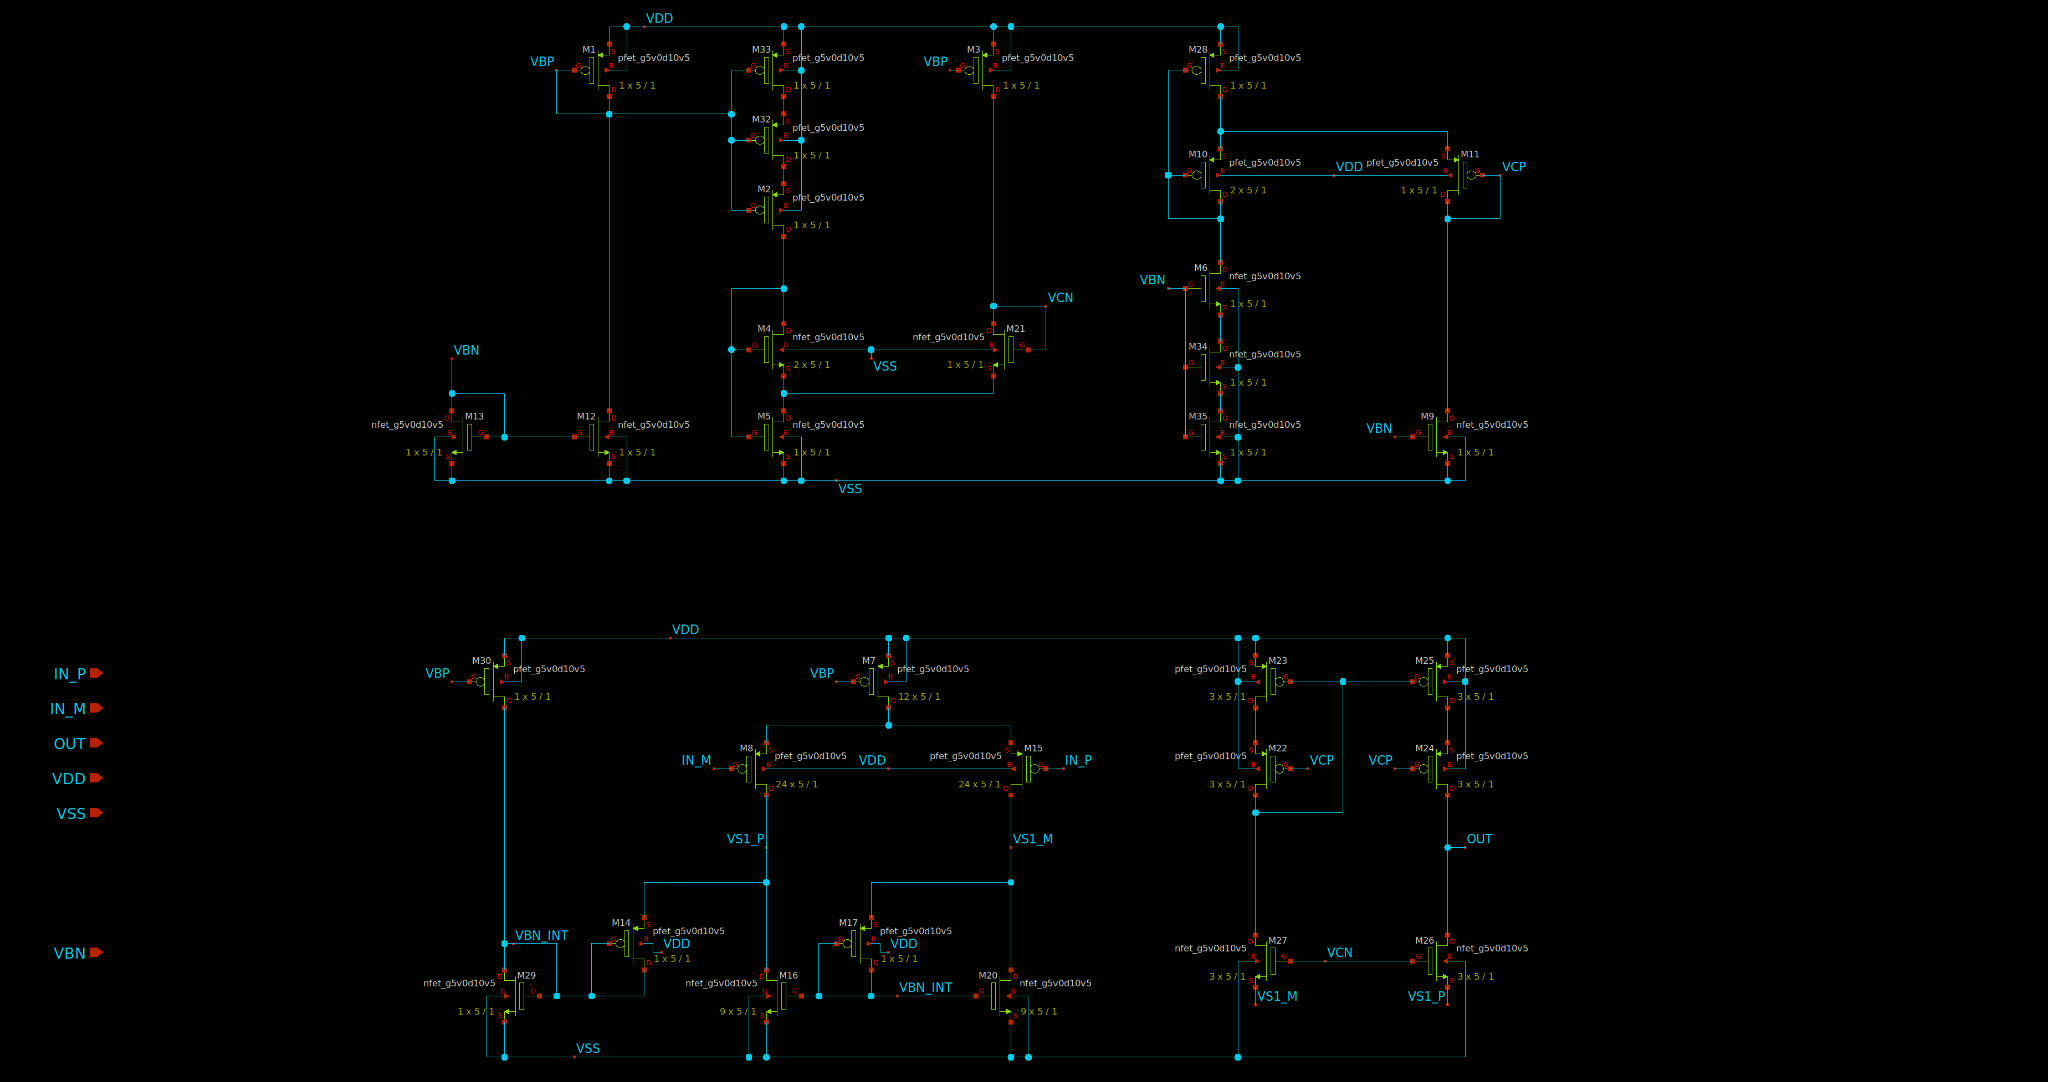 VDD
M1
VBP
pfet_g5v0d10v5
1 x 5 / 1
M33
pfet_g5v0d10v5
1 x 5 / 1
M32
pfet_g5v0d10v5
1 x 5 / 1
M2
pfet_g5v0d10v5
1 x 5 / 1
M3
VBP
pfet_g5v0d10v5
1 x 5 / 1
M28
pfet_g5v0d10v5
1 x 5 / 1
M10
pfet_g5v0d10v5
2 x 5 / 1
VDD
pfet_g5v0d10v5
M11
VCP
1 x 5 / 1
M6
VBN
nfet_g5v0d10v5
1 x 5 / 1
VCN
M4
nfet_g5v0d10v5
2 x 5 / 1
VSS
nfet_g5v0d10v5
M21
1 x 5 / 1
M34
nfet_g5v0d10v5
1 x 5 / 1
VBN
M13
nfet_g5v0d10v5
1 x 5 / 1
M12
nfet_g5v0d10v5
1 x 5 / 1
M5
nfet_g5v0d10v5
1 x 5 / 1
M35
nfet_g5v0d10v5
1 x 5 / 1
M9
VBN
nfet_g5v0d10v5
1 x 5 / 1
VSS
VDD
IN_P
IN_M
OUT
VDD
VSS
VBN
M30
VBP
pfet_g5v0d10v5
1 x 5 / 1
M7
VBP
pfet_g5v0d10v5
12 x 5 / 1
M23
pfet_g5v0d10v5
3 x 5 / 1
M25
pfet_g5v0d10v5
3 x 5 / 1
M8
IN_M
pfet_g5v0d10v5
24 x 5 / 1
VDD
pfet_g5v0d10v5
M15
IN_P
24 x 5 / 1
M22
pfet_g5v0d10v5
VCP
3 x 5 / 1
M24
VCP
pfet_g5v0d10v5
3 x 5 / 1
VS1_P
VS1_M
OUT
VBN_INT
M14
pfet_g5v0d10v5
VDD
1 x 5 / 1
M17
pfet_g5v0d10v5
VDD
1 x 5 / 1
M27
nfet_g5v0d10v5
VCN
3 x 5 / 1
VS1_M
M26
nfet_g5v0d10v5
3 x 5 / 1
VS1_P
M29
nfet_g5v0d10v5
1 x 5 / 1
M16
nfet_g5v0d10v5
9 x 5 / 1
VBN_INT
M20
nfet_g5v0d10v5
9 x 5 / 1
VSS